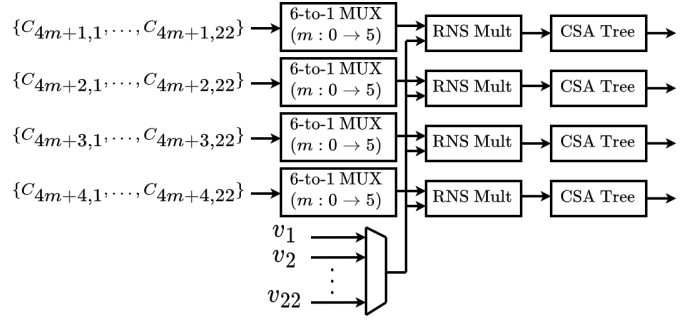 {C4m+1,1, . . . , C4m+1,22} 6-to-1 MUX (m : 0 → 5) RNS Mult CSA Tree
{C4m+2,1, . . . , C4m+2,22} 6-to-1 MUX (m : 0 → 5) RNS Mult CSA Tree
{C4m+3,1, . . . , C4m+3,22} 6-to-1 MUX (m : 0 → 5) RNS Mult CSA Tree
{C4m+4,1, . . . , C4m+4,22} 6-to-1 MUX (m : 0 → 5) RNS Mult CSA Tree
v1
v2
⋮
v22